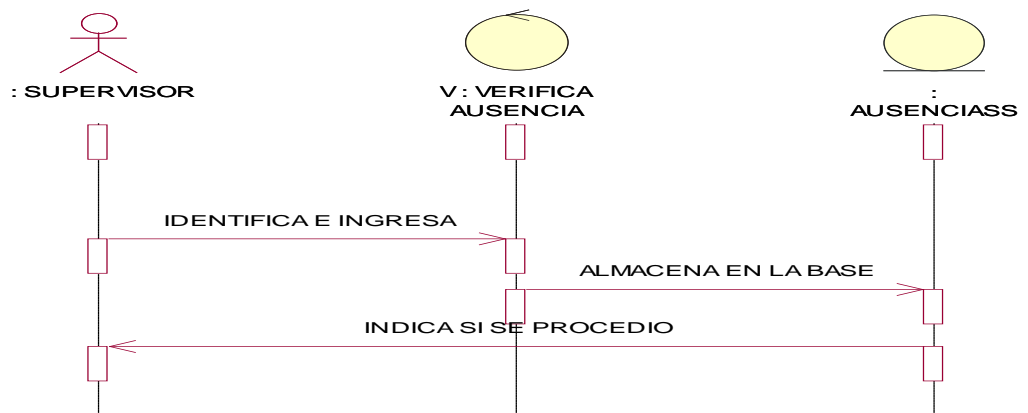 : SUPERVISOR
V : VERIFICA
AUSENCIA
:
AUSENCIASS
IDENTIFICA E INGRESA
ALMACENA EN LA BASE
INDICA SI SE PROCEDIO